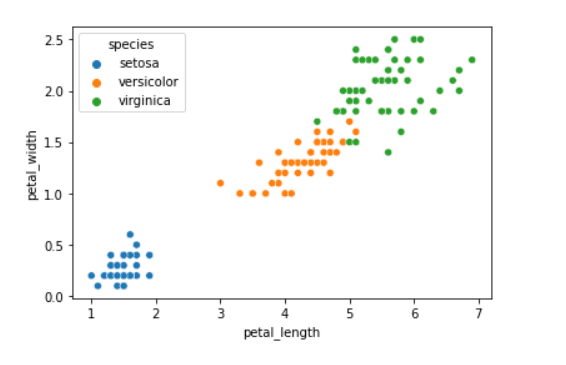 species
setosa
versicolor
virginica
petal_width
2.5
2.0
1.5
1.0
0.5
0.0
1 2 3 4 5 6 7
petal_length